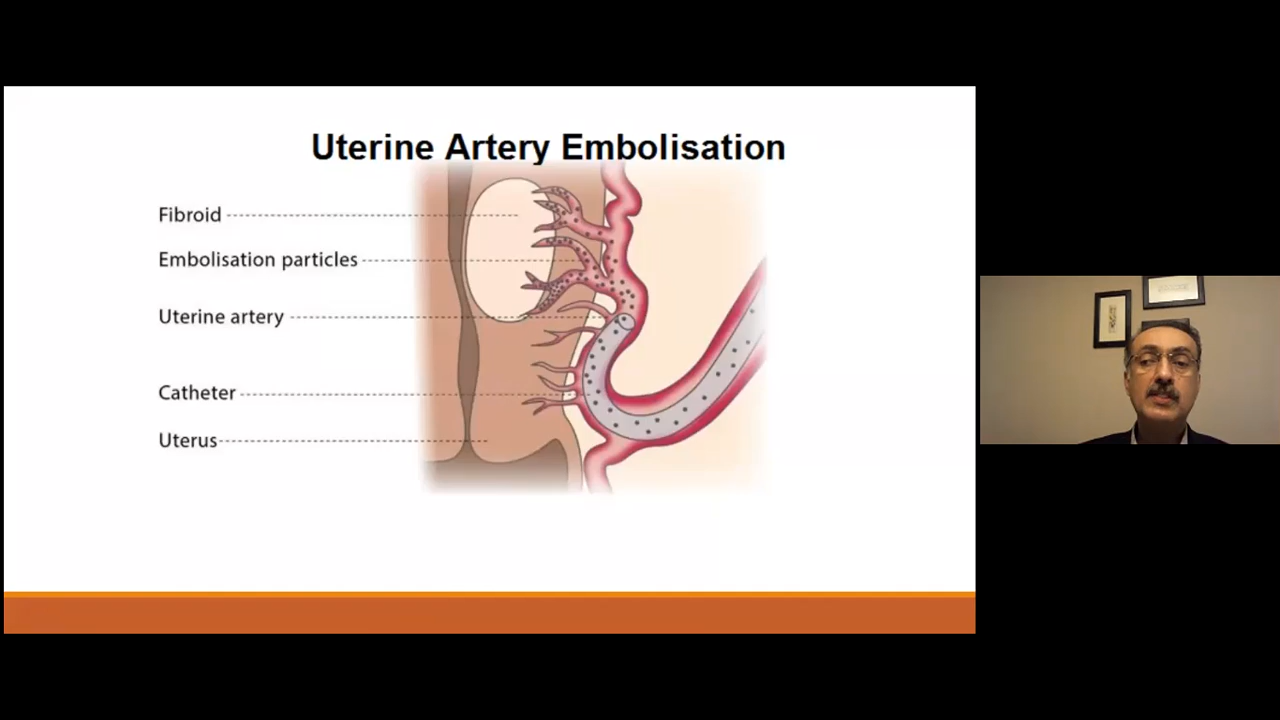 Uterine Artery Embolisation
Fibroid
Embolisation particles
Uterine artery
Catheter
Uterus